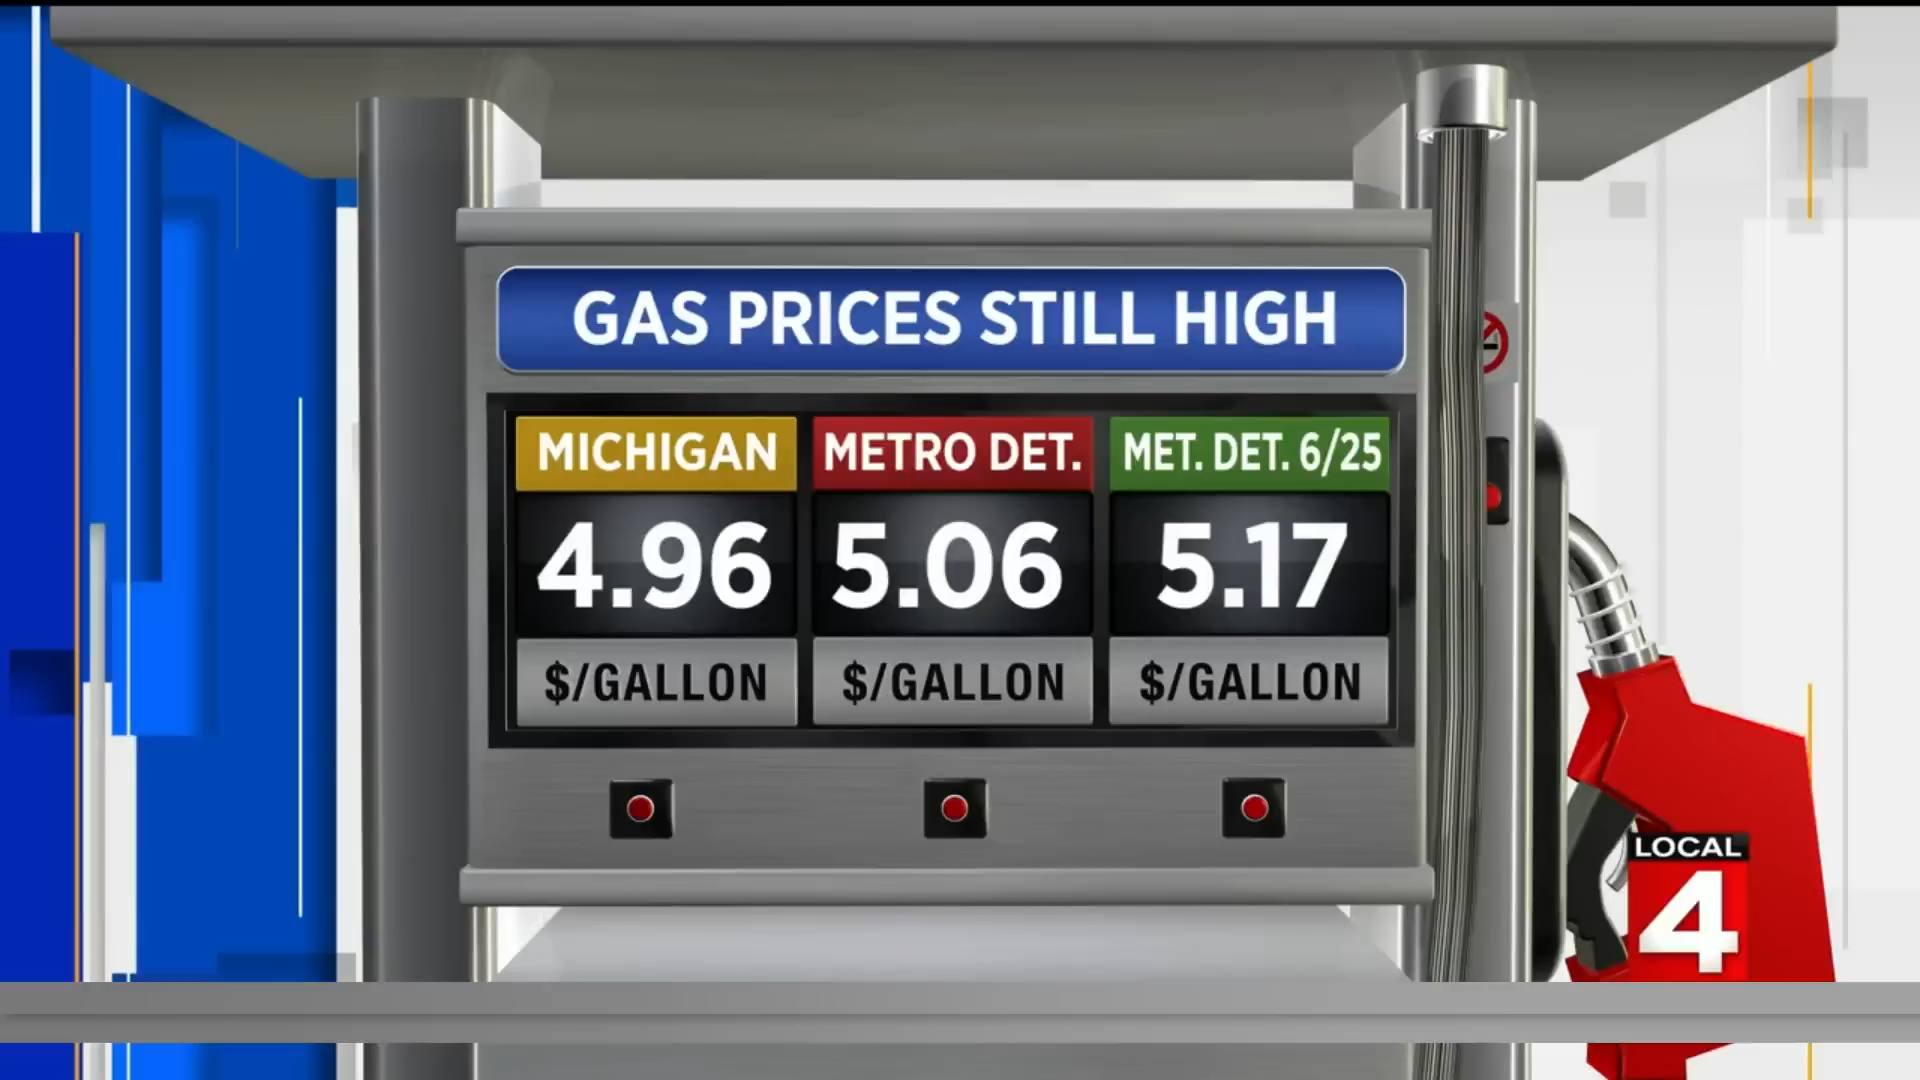 GAS PRICES STILL HIGH
MICHIGAN
4.96
$/GALLON
METRO DET.
5.06
$/GALLON
MET. DET. 6/25
5.17
$/GALLON
LOCAL
4